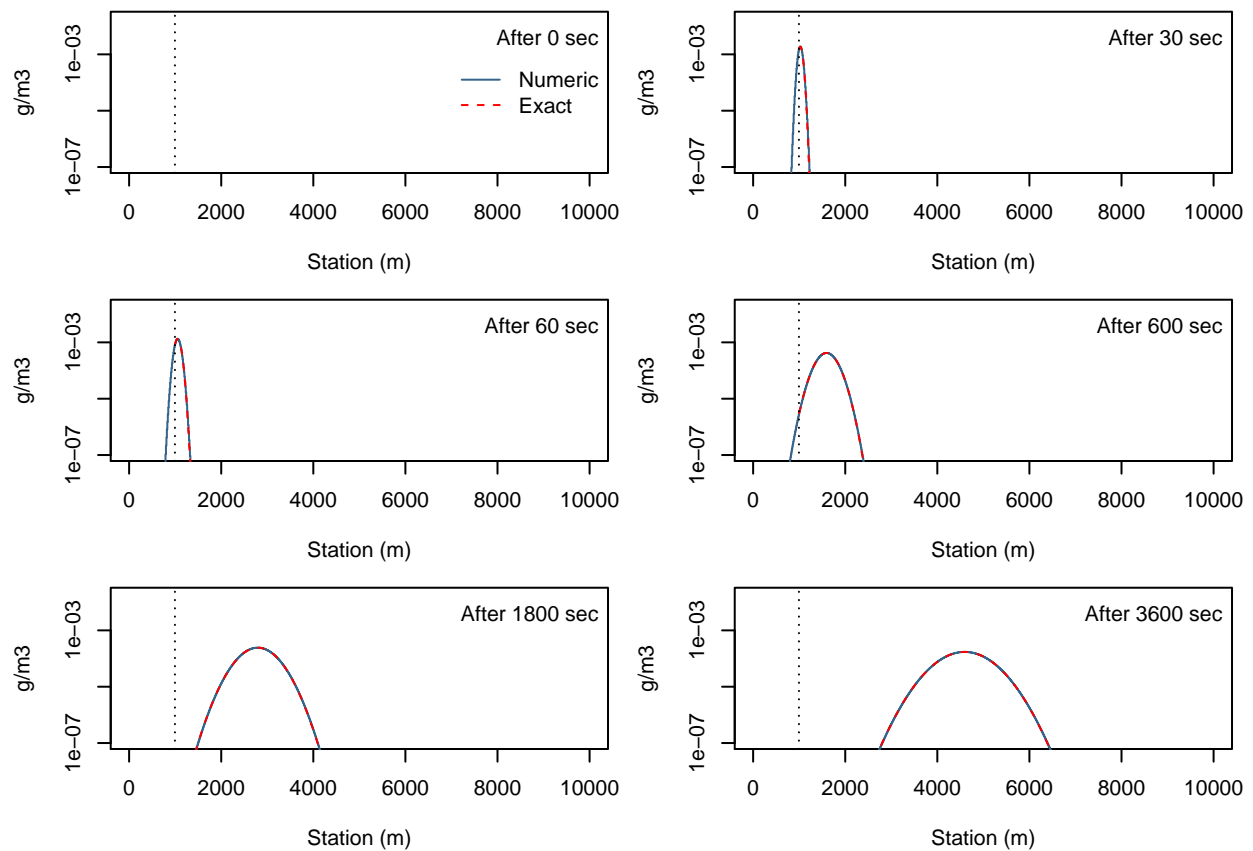 After 0 sec
g/m3
1e−03
1e−07
Numeric
Exact
0 2000 4000 6000 8000 10000
Station (m)
After 30 sec
g/m3
1e−03
1e−07
0 2000 4000 6000 8000 10000
Station (m)
After 60 sec
g/m3
1e−03
1e−07
0 2000 4000 6000 8000 10000
Station (m)
After 600 sec
g/m3
1e−03
1e−07
0 2000 4000 6000 8000 10000
Station (m)
After 1800 sec
g/m3
1e−03
1e−07
0 2000 4000 6000 8000 10000
Station (m)
After 3600 sec
g/m3
1e−03
1e−07
0 2000 4000 6000 8000 10000
Station (m)